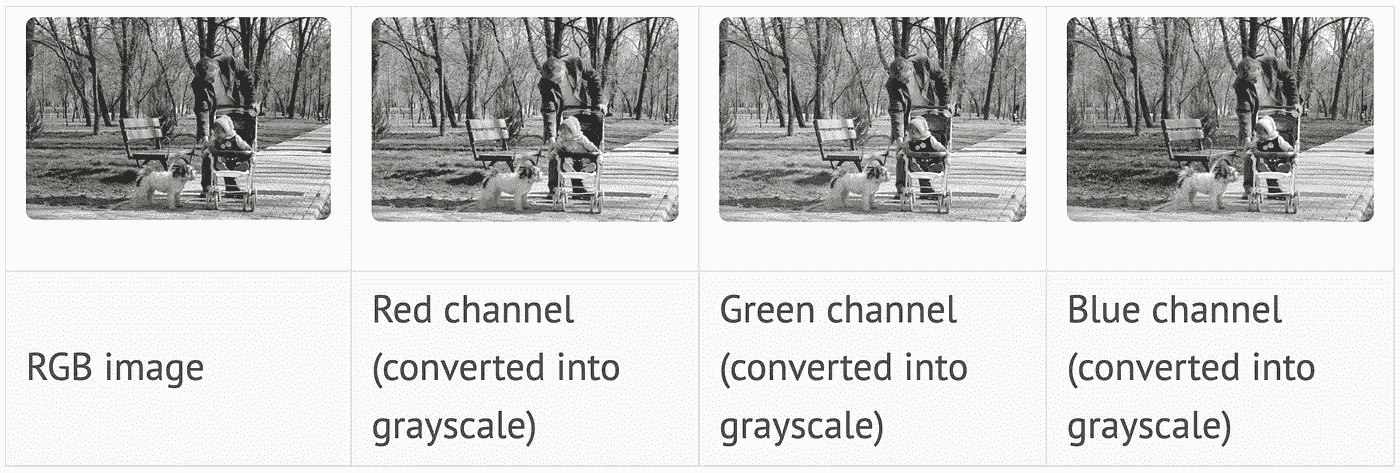 RGB image
Red channel
(converted into
grayscale)
Green channel
(converted into
grayscale)
Blue channel
(converted into
grayscale)